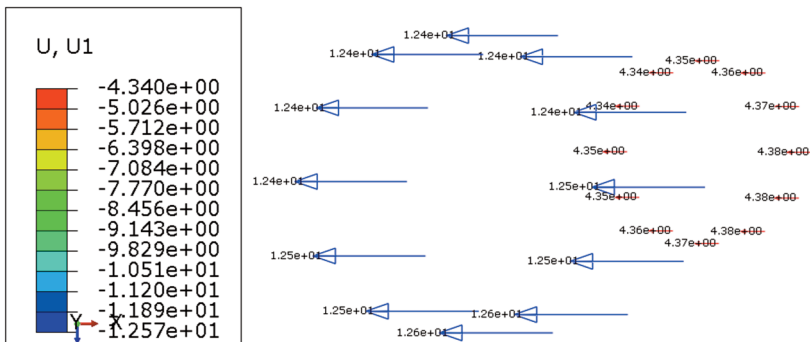 U, U1
-4.340e+00
-5.026e+00
-5.712e+00
-6.398e+00
-7.084e+00
-7.770e+00
-8.456e+00
-9.143e+00
-9.829e+00
-1.051e+01
-1.120e+01
-1.189e+01
-1.257e+01
Y X
1.24e+01
1.24e+01 1.24e+01
4.35e+00
4.34e+00 4.36e+00
1.24e+01 1.24e+01 4.34e+00 4.37e+00
4.35e+00 4.38e+00
1.24e+01 1.25e+01 4.35e+00 4.38e+00
4.36e+00 4.38e+00
4.37e+00
1.25e+01 1.25e+01
1.25e+01 1.26e+01
1.26e+01